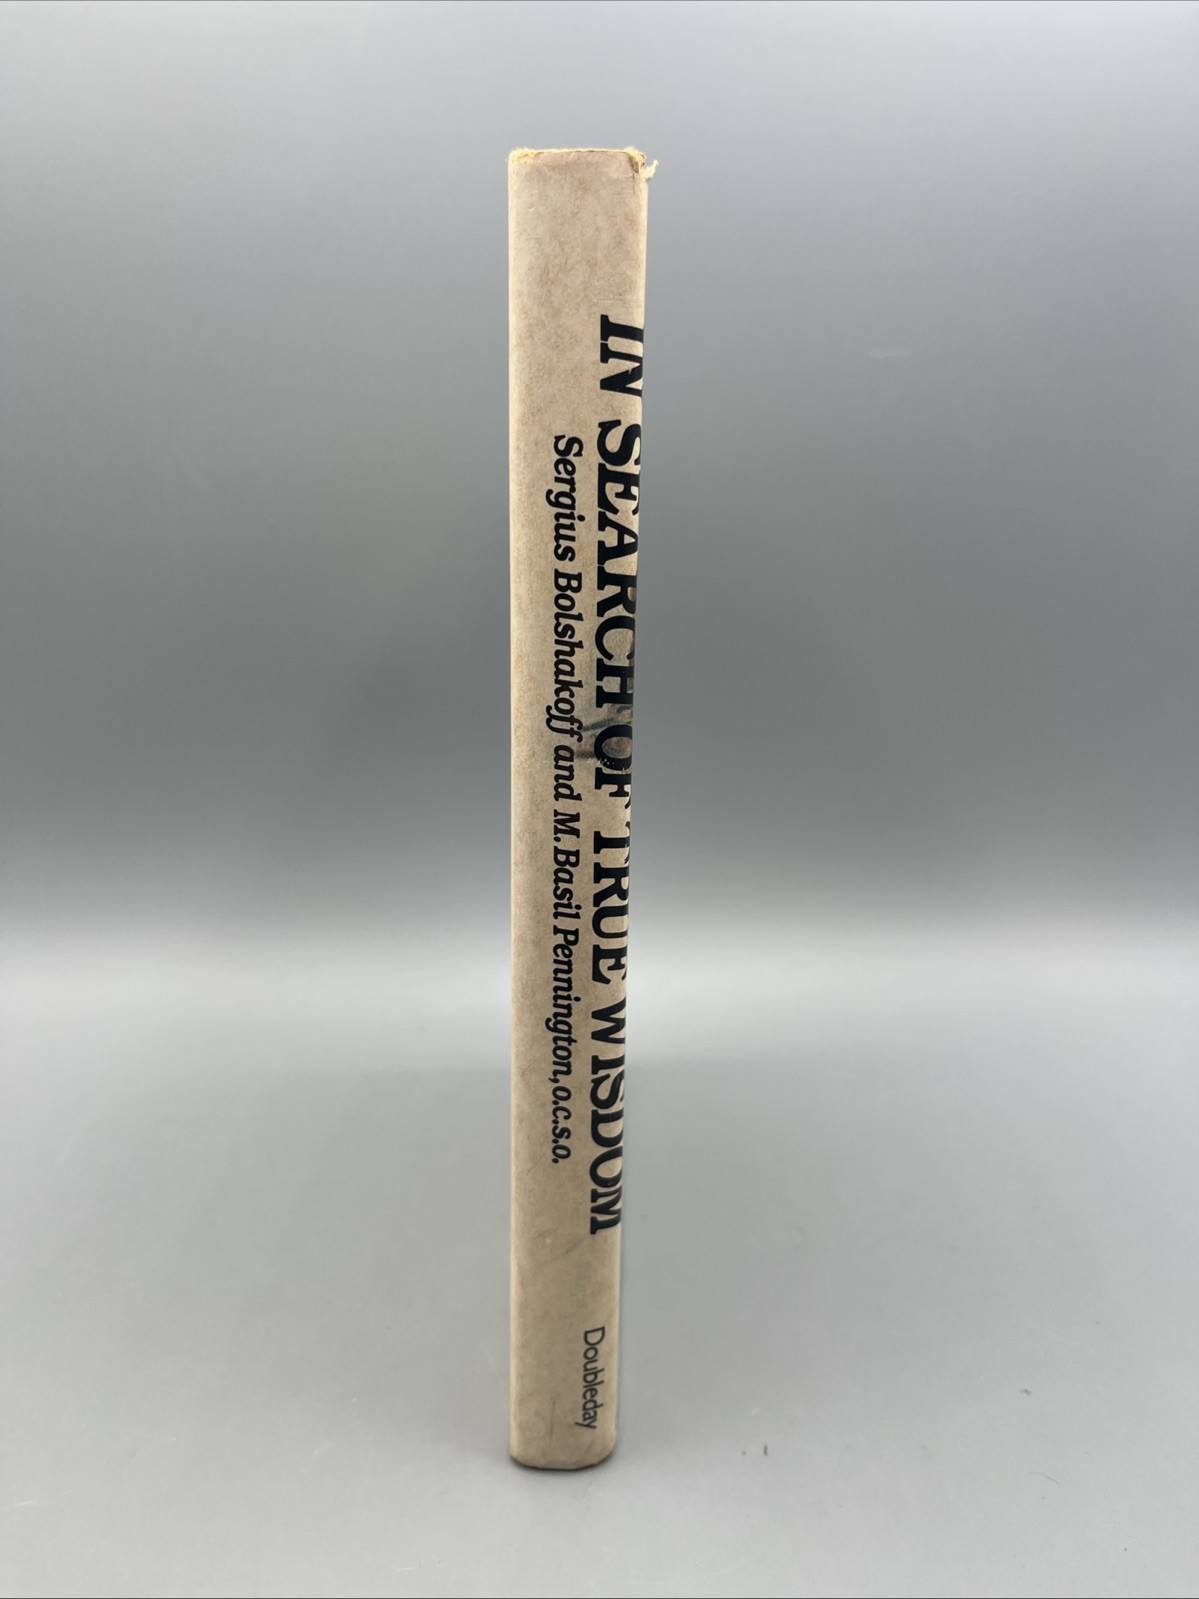 IN SEARCH OF TRUE WISDOM
Sergius Bolshakoff and M. Basil Pennington, o.c.s.o.
Doubleday